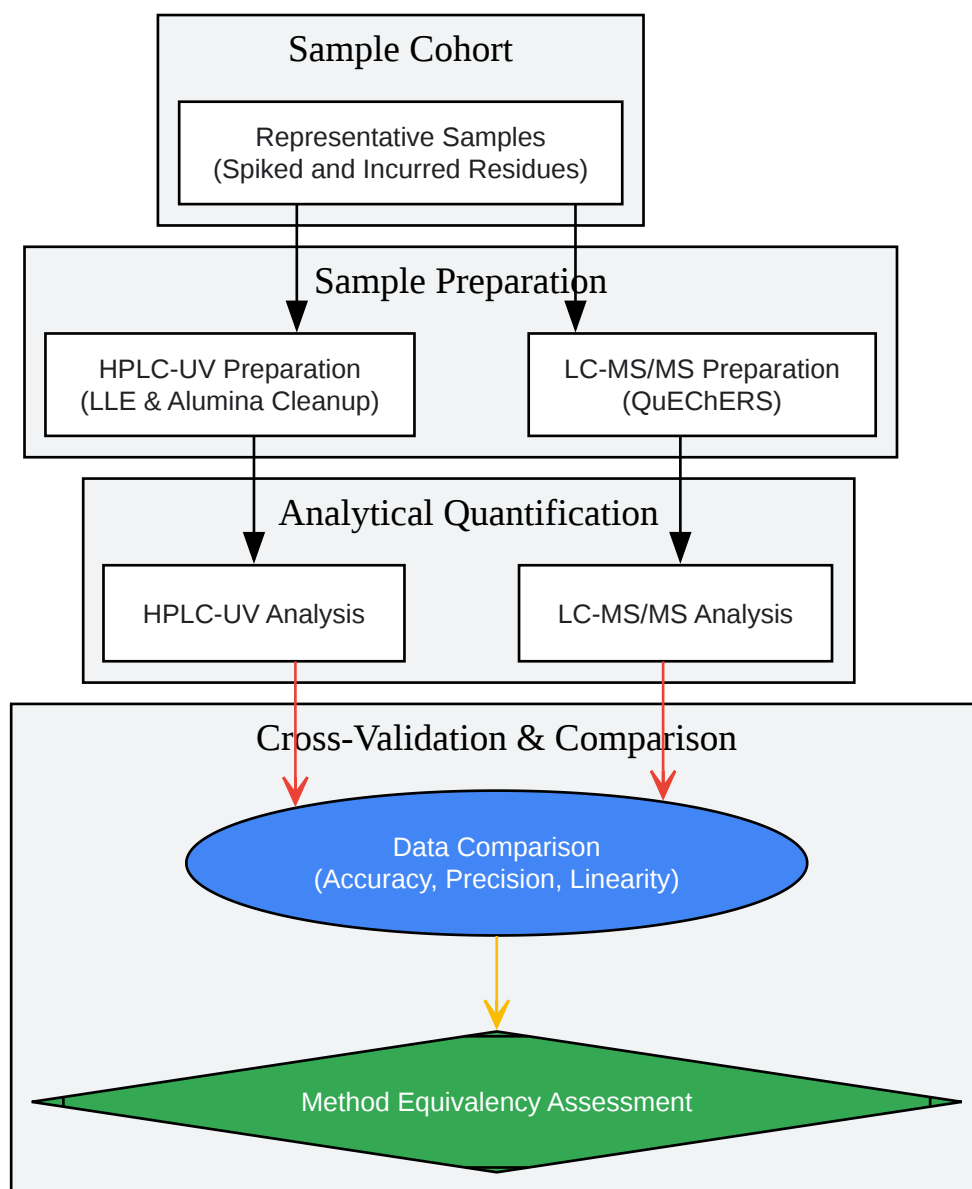 Sample Cohort
Representative Samples
(Spiked and Incurred Residues)
Sample Preparation
HPLC-UV Preparation
(LLE & Alumina Cleanup)
LC-MS/MS Preparation
(QuEChERS)
Analytical Quantification
HPLC-UV Analysis
LC-MS/MS Analysis
Cross-Validation & Comparison
Data Comparison
(Accuracy, Precision, Linearity)
Method Equivalency Assessment